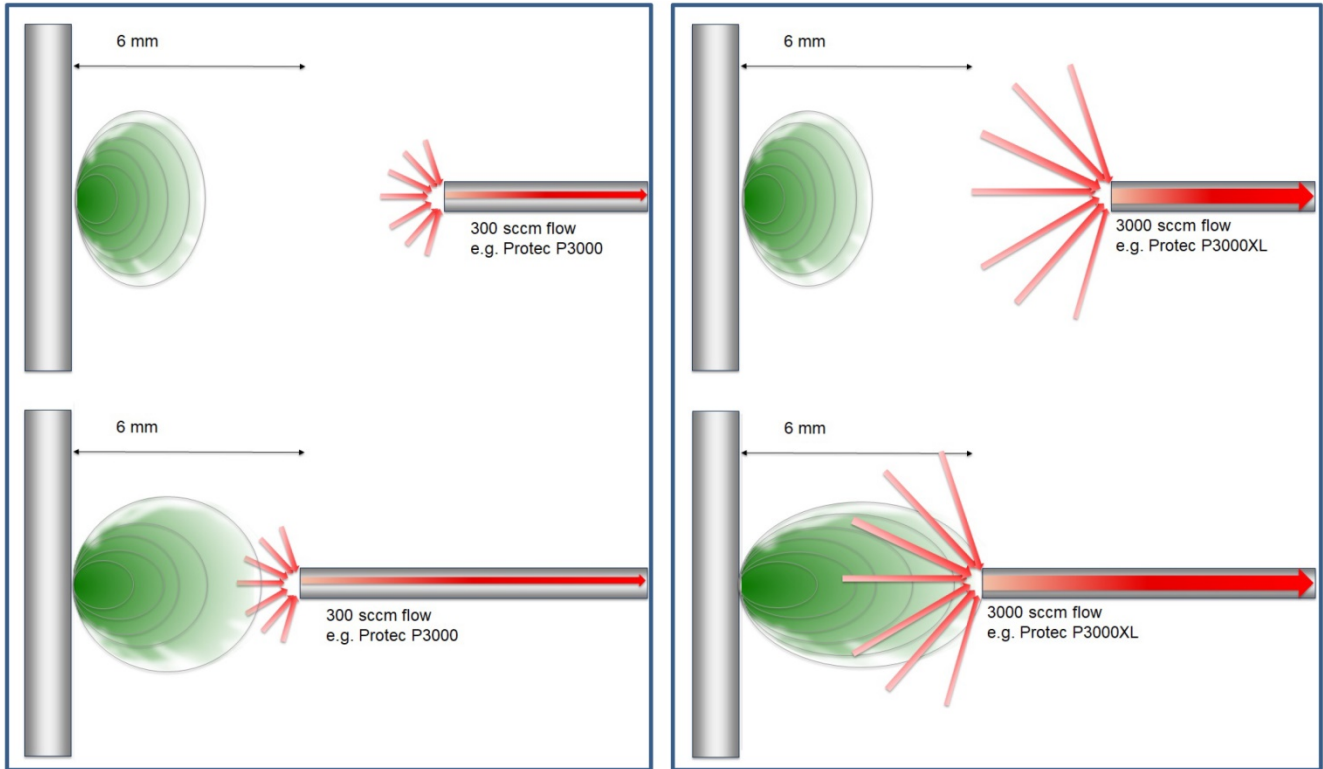 6 mm
300 sccm flow
e.g. Protec P3000
6 mm
300 sccm flow
e.g. Protec P3000
6 mm
3000 sccm flow
e.g. Protec P3000XL
6 mm
3000 sccm flow
e.g. Protec P3000XL